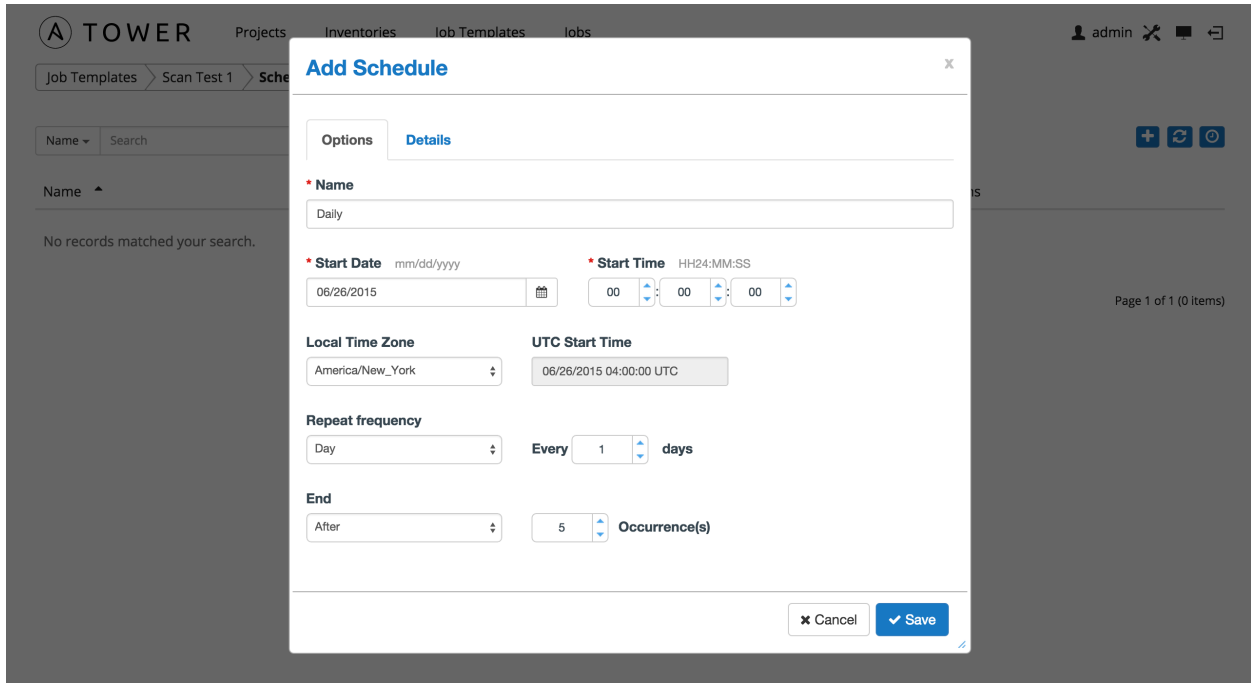 A TOWER Projects Inventories Job Templates Jobs admin
Job Templates Scan Test 1 Sche
Add Schedule x
Name Search
Options Details
Name
* Name
Daily
No records matched your search.
* Start Date mm/dd/yyyy * Start Time HH24:MM:SS
06/26/2015 00 : 00 : 00
Page 1 of 1 (0 items)
Local Time Zone UTC Start Time
America/New_York 06/26/2015 04:00:00 UTC
Repeat frequency
Day Every 1 days
End
After 5 Occurrence(s)
Cancel Save